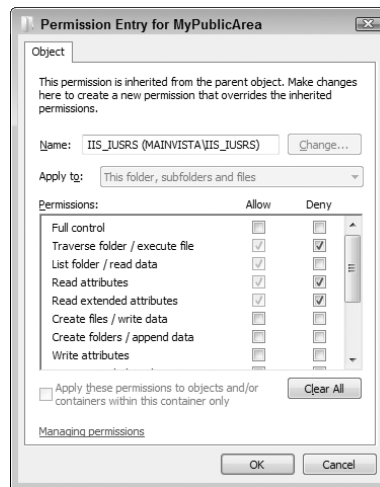 Permission Entry for MyPublicArea
Object
This permission is inherited from the parent object. Make changes
here to create a new permission that overrides the inherited
permissions.
Name: IIS_IUSRS (MAINVISTA\IIS_IUSRS) Change...
Apply to: This folder, subfolders and files
Permissions: Allow Deny
Full control
Traverse folder / execute file
List folder / read data
Read attributes
Read extended attributes
Create files / write data
Create folders / append data
Write attributes
Apply these permissions to objects and/or
containers within this container only
Clear All
Managing permissions
OK Cancel